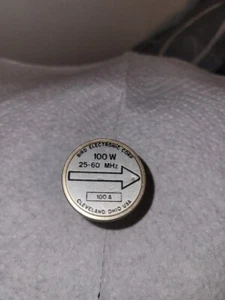 BIRD ELECTRONIC CORP
100 W
25-60 MHz
100 A
CLEVELAND, OHIO USA